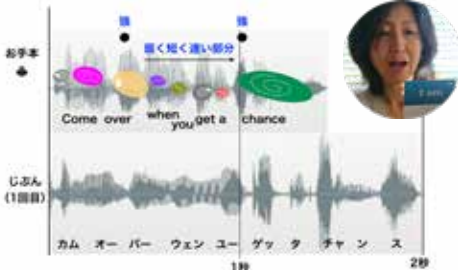 強 強
弱く短く速い部分
お手本
♠
Come over when you get a chance
じぶん
(1回目)
カム オー バー ウェン ユー ゲッ タ チャ ン ス
1秒 2秒